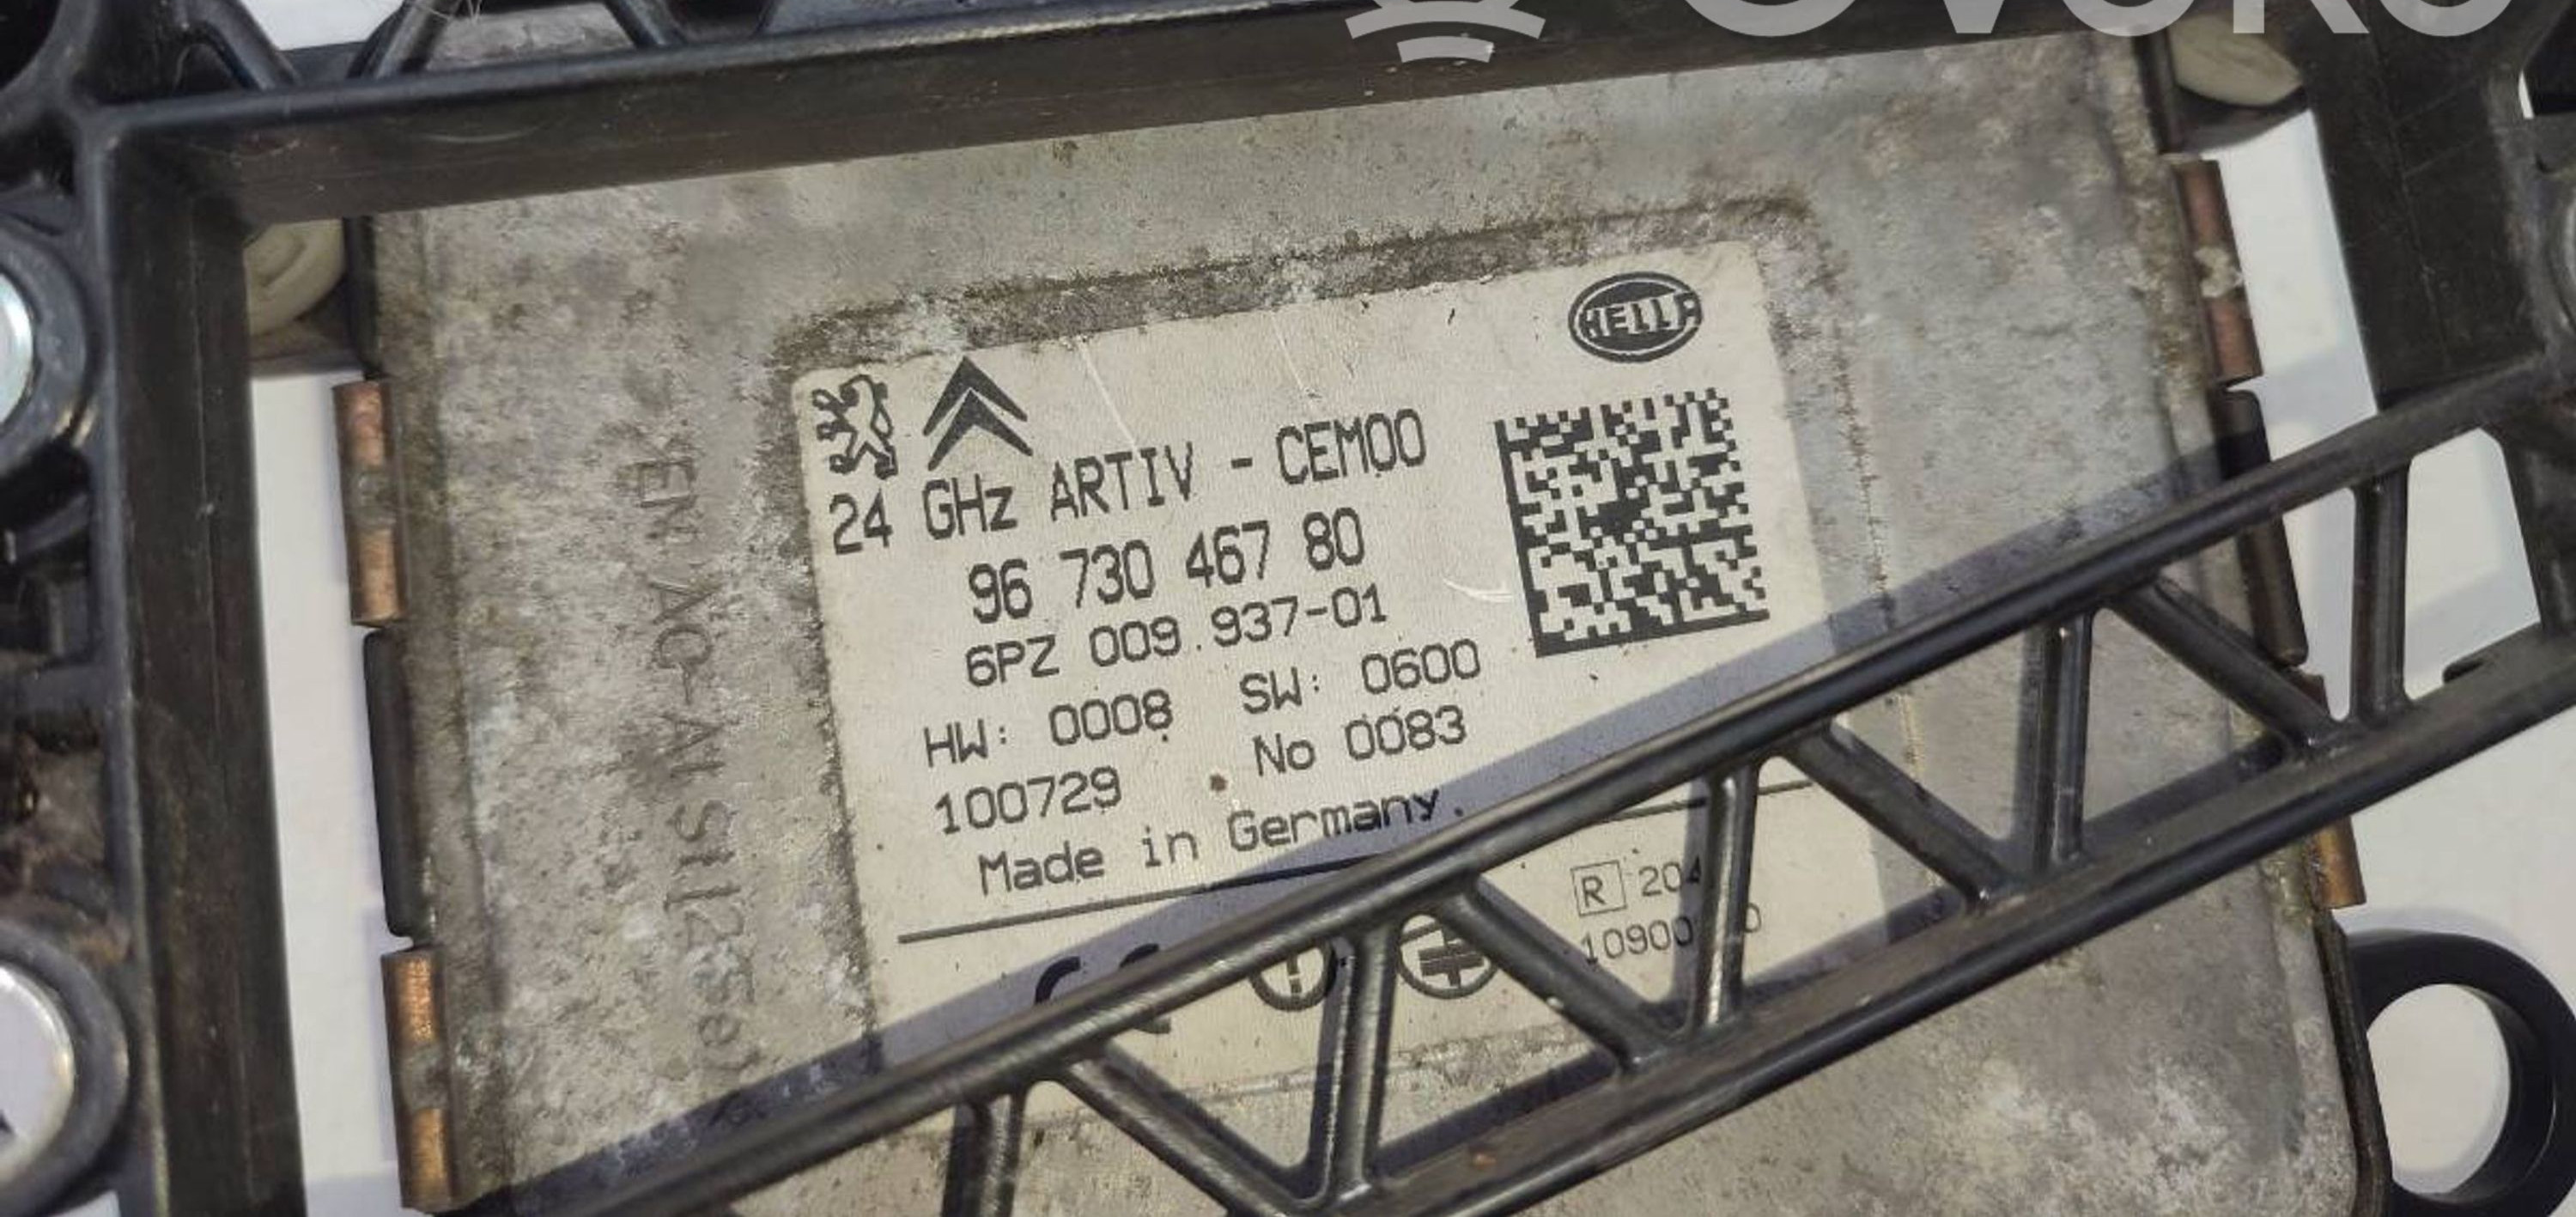 HELLA
24 GHz ARTIV - CEM00
96 730 467 80
6PZ 009.937-01
HW: 0008 SW: 0600
100729 No 0083
Made in Germany.
R